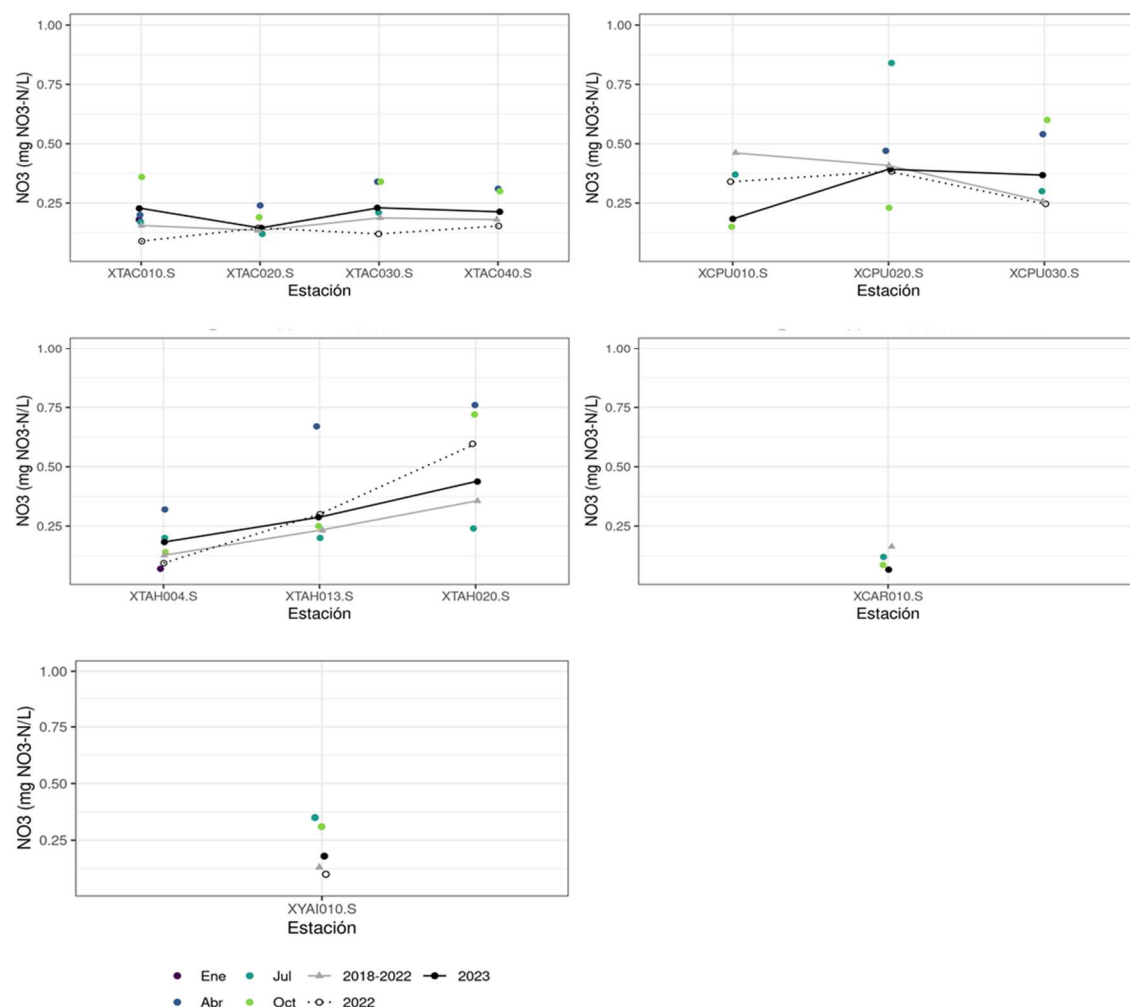 1.00
0.75
0.50
0.25
NO3 (mg NO3-N/L)
XTAC010.S XTAC020.S XTAC030.S XTAC040.S
Estación
1.00
0.75
0.50
0.25
NO3 (mg NO3-N/L)
XCPU010.S XCPU020.S XCPU030.S
Estación
1.00
0.75
0.50
0.25
NO3 (mg NO3-N/L)
XTAH004.S XTAH013.S XTAH020.S
Estación
1.00
0.75
0.50
0.25
NO3 (mg NO3-N/L)
XCAR010.S
Estación
1.00
0.75
0.50
0.25
NO3 (mg NO3-N/L)
XYAI010.S
Estación
Ene Jul 2018-2022 2023
Abr Oct 2022